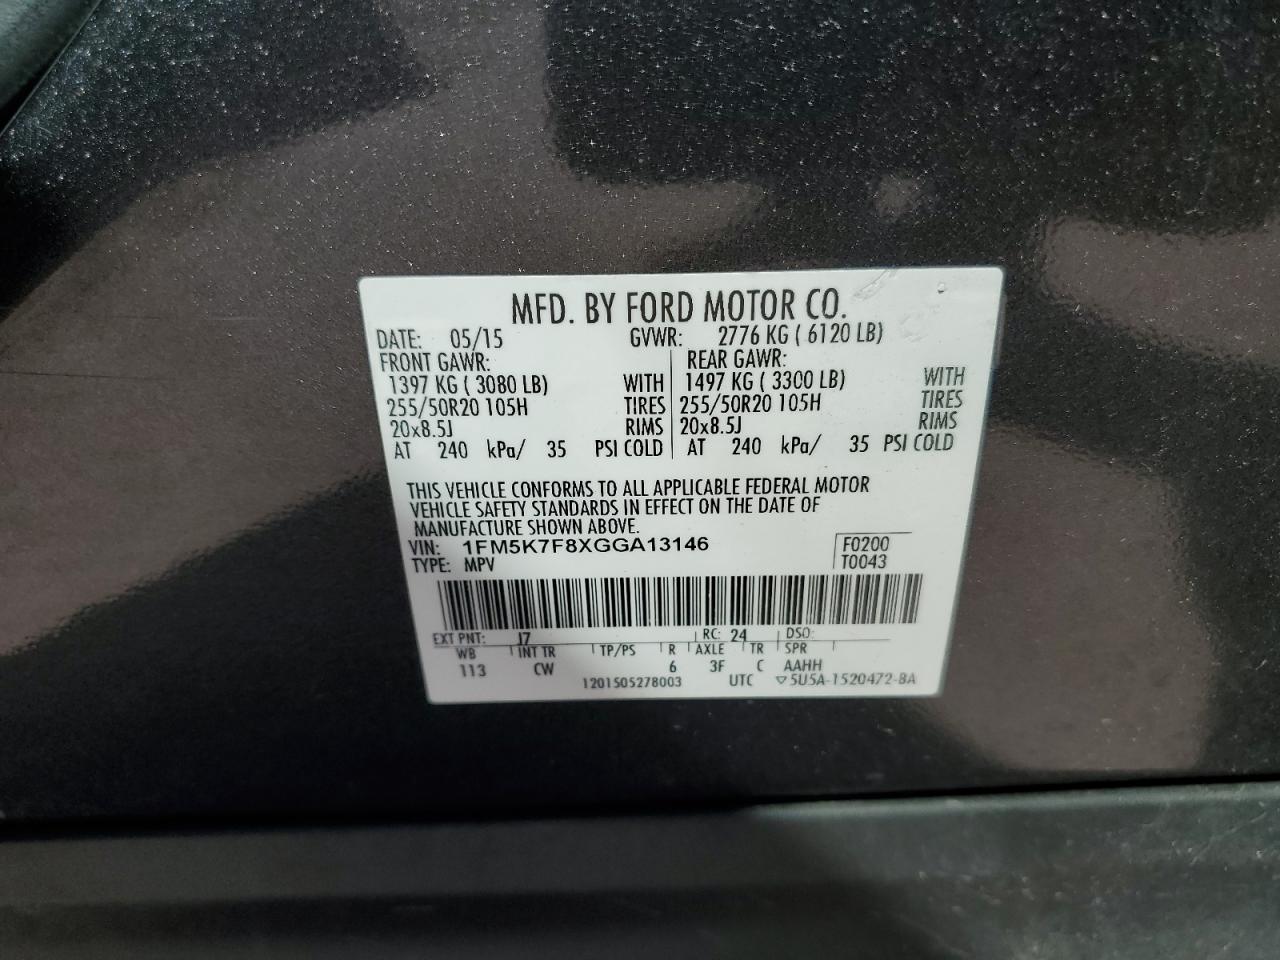 MFD. BY FORD MOTOR CO.
DATE: 05/15 GVWR: 2776 KG ( 6120 LB)
FRONT GAWR: REAR GAWR:
1397 KG ( 3080 LB) WITH 1497 KG ( 3300 LB) WITH
255/50R20 105H TIRES 255/50R20 105H TIRES
20x8.5J RIMS 20x8.5J RIMS
AT 240 kPa/ 35 PSI COLD AT 240 kPa/ 35 PSI COLD
THIS VEHICLE CONFORMS TO ALL APPLICABLE FEDERAL MOTOR
VEHICLE SAFETY STANDARDS IN EFFECT ON THE DATE OF
MANUFACTURE SHOWN ABOVE.
VIN: 1FM5K7F8XGGA13146 F0200
TYPE: MPV T0043
EXT PNT: J7 RC: 24 DSO:
WB INT TR TP/PS R AXLE TR SPR
113 CW 6 3F C AAHH
1201505278003 UTC ▽5U5A-1520472-BA